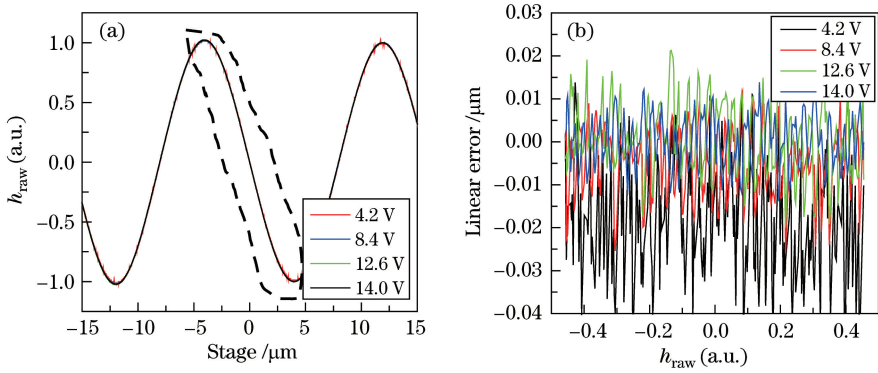 (a)
h_raw (a.u.)
1.0
0.5
0.0
−0.5
−1.0
4.2 V
8.4 V
12.6 V
14.0 V
−15 −10 −5 0 5 10 15
Stage /μm
(b)
Linear error /μm
0.03
0.02
0.01
0.00
−0.01
−0.02
−0.03
−0.04
4.2 V
8.4 V
12.6 V
14.0 V
−0.4 −0.2 0.0 0.2 0.4
h_raw (a.u.)